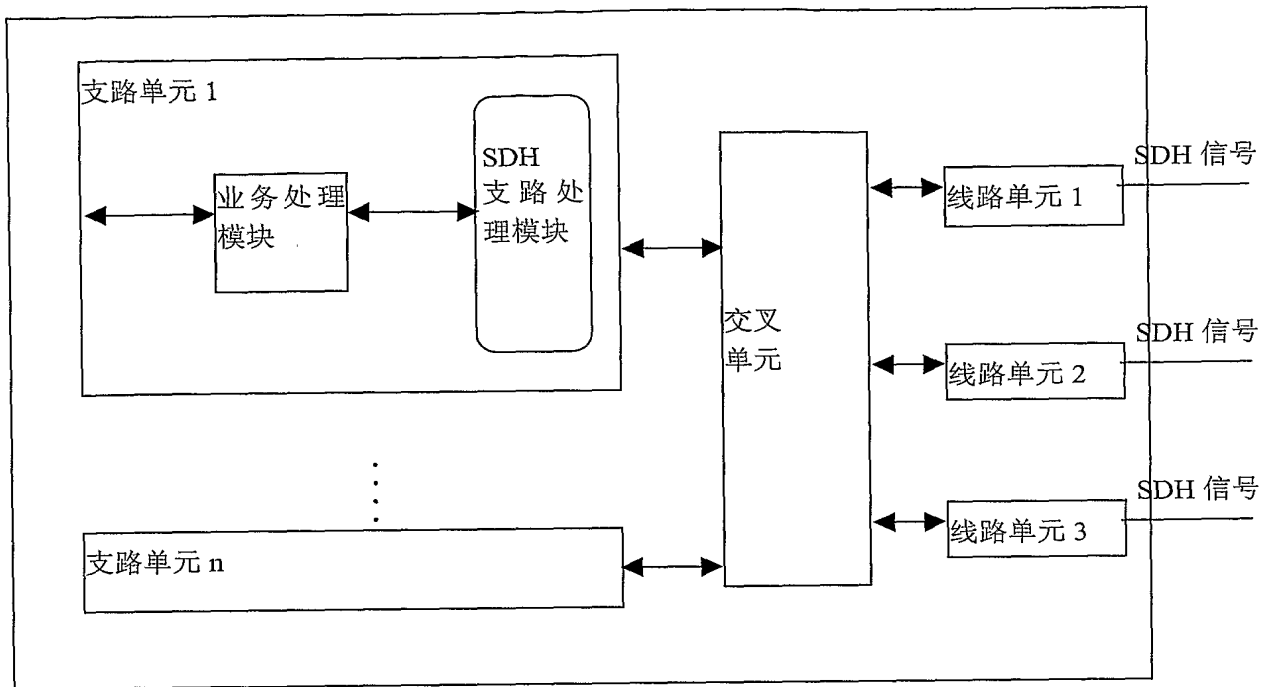 支路单元 1
SDH
支路处
理模块
业务处理
模块
交叉
单元
SDH 信号
线路单元 1
SDH 信号
线路单元 2
SDH 信号
线路单元 3
支路单元 n